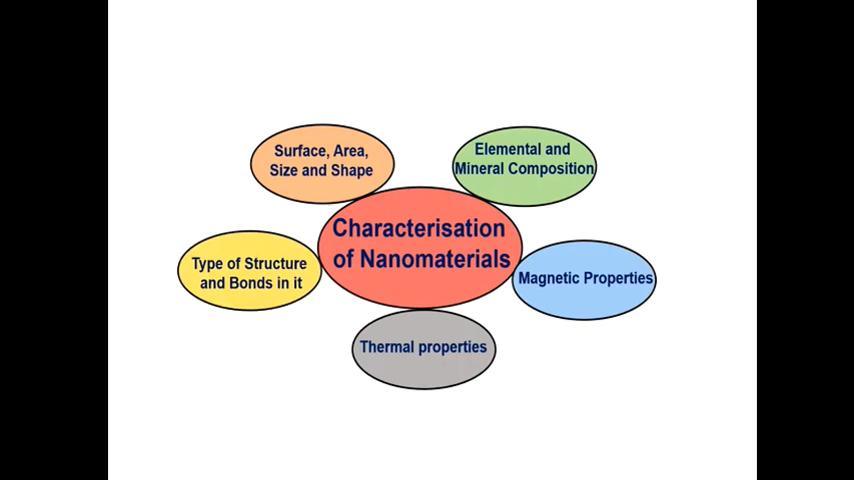 Surface, Area,
Size and Shape
Elemental and
Mineral Composition
Characterisation
of Nanomaterials
Type of Structure
and Bonds in it
Magnetic Properties
Thermal properties